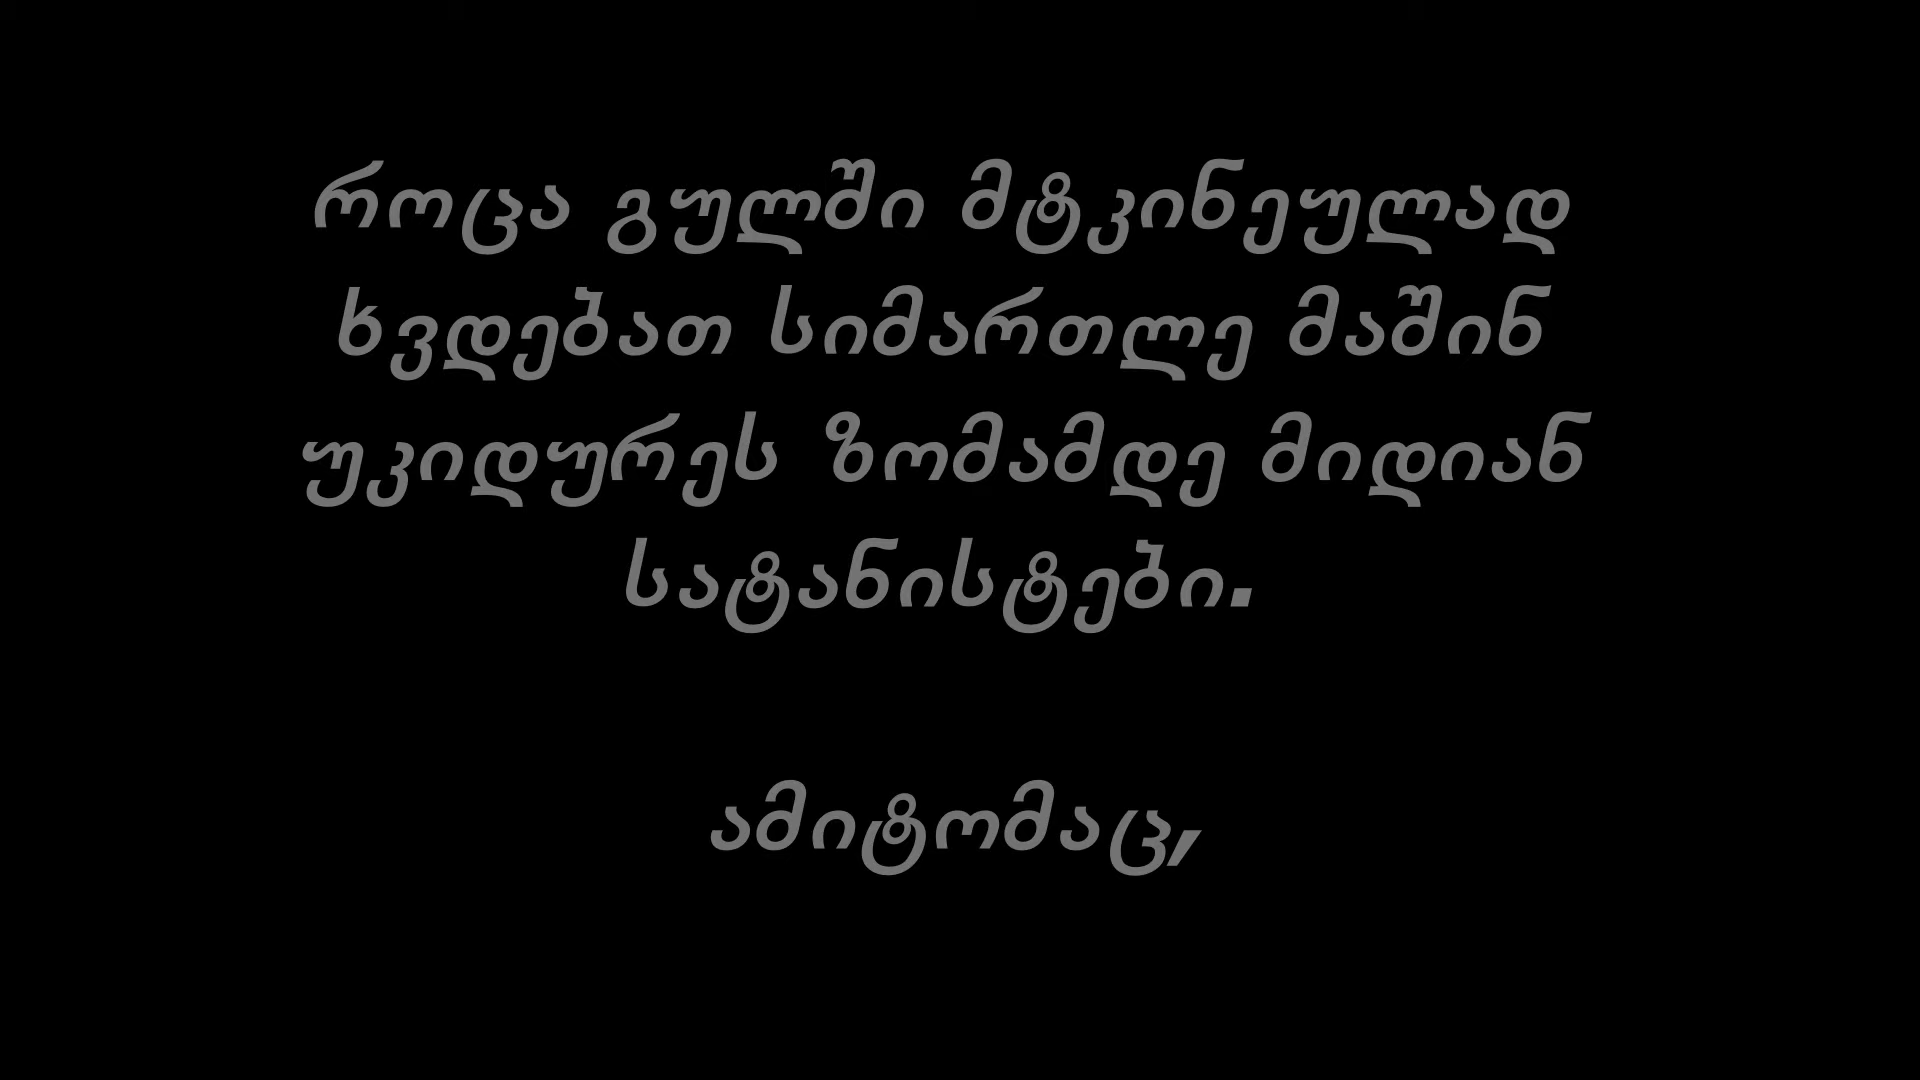 როცა გულში მტკინეულად
ხვდებათ სიმართლე მაშინ
უკიდურეს ზომამდე მიდიან
სატანისტები.
ამიტომაც,